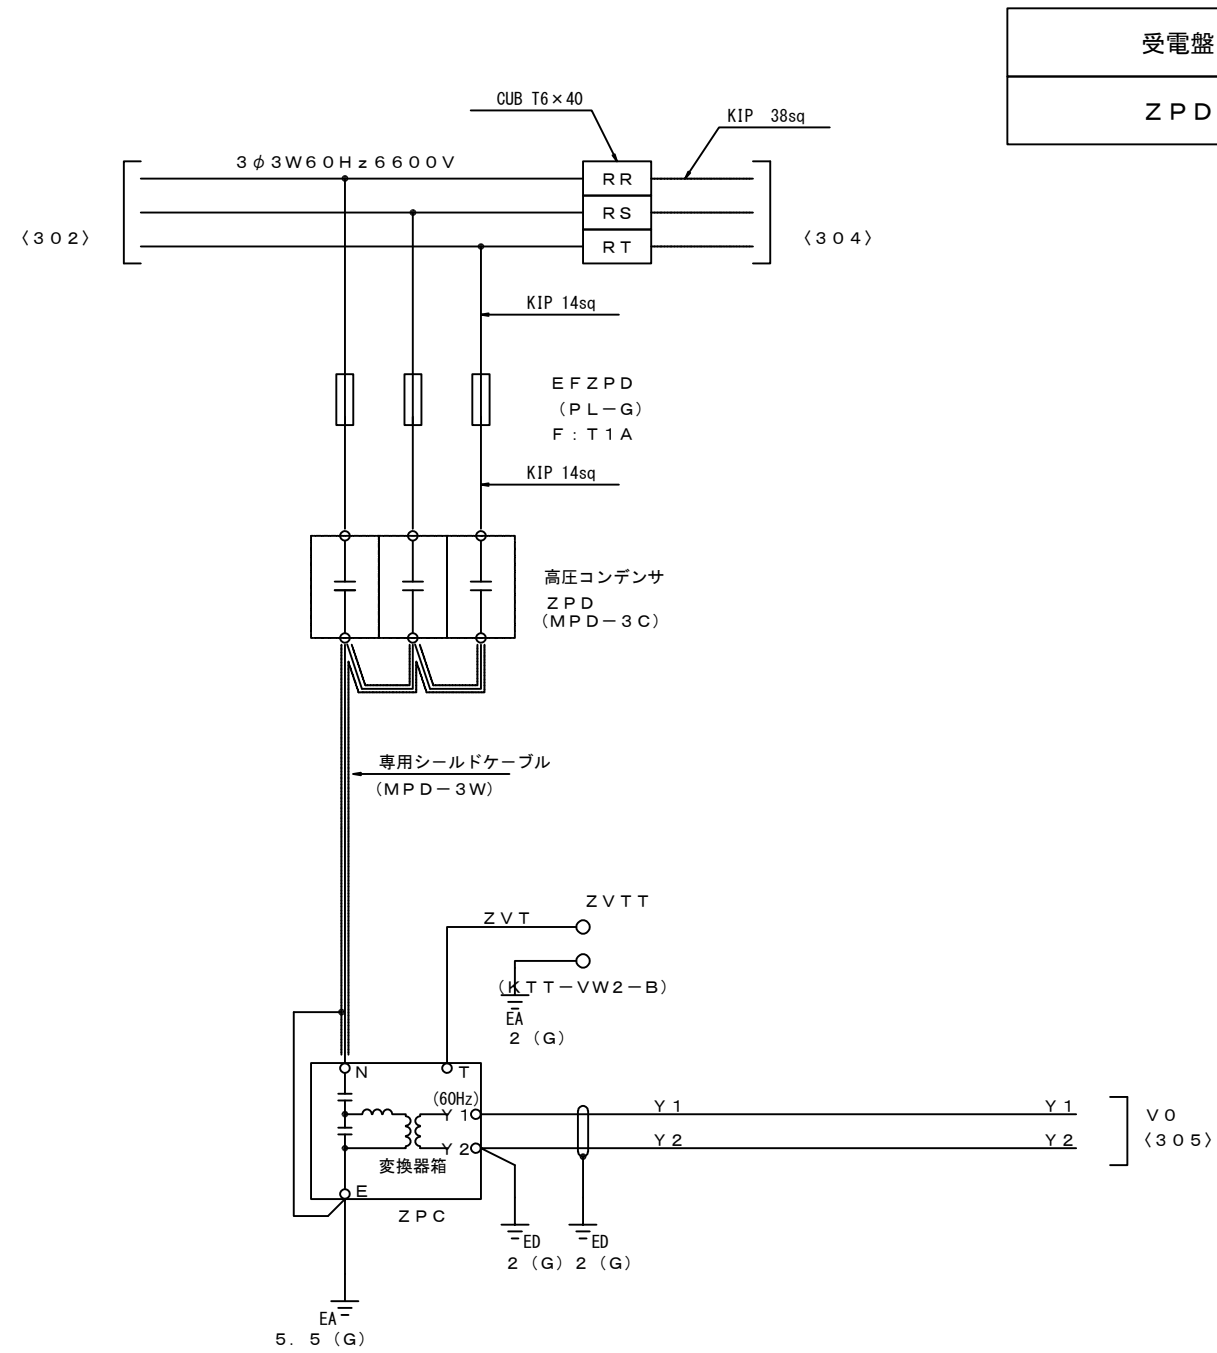 受電盤
ZPD
CUB T6×40
KIP 38sq
3φ3W60Hz6600V
RR
RS
RT
〈302〉
〈304〉
KIP 14sq
EFZPD
(PL-G)
F:T1A
KIP 14sq
高圧コンデンサ
ZPD
(MPD-3C)
専用シールドケーブル
(MPD-3W)
ZVTT
ZVT
(KTT-VW2-B)
EA
2 (G)
N
T
(60Hz)
Y1
Y1
Y1
V0
〈305〉
Y2
Y2
Y2
変換器箱
E
ZPC
ED
2 (G)
ED
2 (G)
EA
5.5 (G)